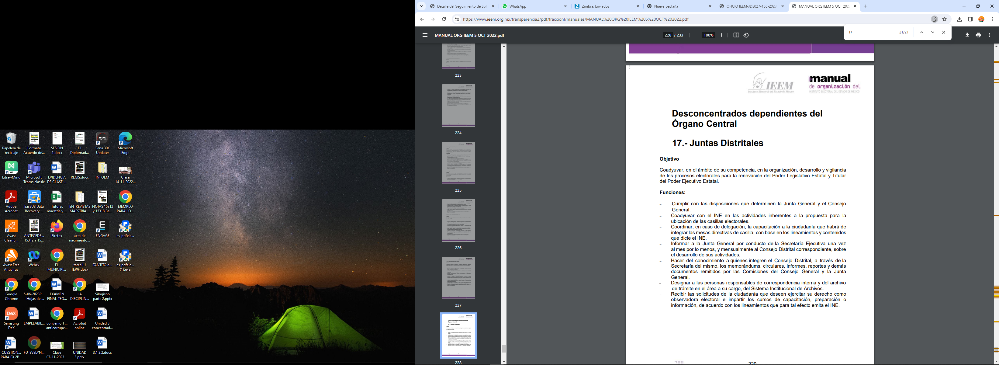 Papelera de reciclaje
Formato Acuerdo de...
SESIÓN 1.docx
F1 Diplomad...
Sena 30K Updater
Microsoft Edge
EdrawMind
Microsoft Teams classic
EVIDENCIA DE CLASE ...
REGIS.docx
INFOEM
Clase 14-11-2022...
Adobe Acrobat
EaseUS Data Recovery ...
Tutores maestría y ...
ENTREVISTAS MAESTRÍA ...
NOTAS 15312 y 15318 Ba...
EJEMPLO PARA LÓ...
Avast Cleanu...
ANTECEDE... 15312 Y 15...
Firefox
acta de nacimiento...
ENGAGE
es-pdfele...
Avast Free Antivirus
Webex
EL MUNICIPI...
tarea LJ TEPJF.docx
TANTITO.d...
es-pdfele... (1).exe
Google Chrome
5-06-2023R... - Hojas de ...
EXAMEN FINAL TEO...
LA DISCIPLIN...
Silogisno parte 2.pptx
Samsung DeX
EMPLEABIL...
convenio_F... anticorrupc...
Acrobat online
Unidad 3 concentrad...
CUESTION... PARA EX 2P...
FD_EVELYN...
Clase 07-11-2023...
UNIDAD 3.pptx
3.1 3.2.docx
Detalle del Seguimiento de Soli
WhatsApp
Zimbra: Enviados
Nueva pestaña
OFICIO IEEM-JDE027-165-2023
MANUAL ORG IEEM 5 OCT 202
https://www.ieem.org.mx/transparencia2/pdf/fraccionI/manuales/MANUAL%20ORG%20IEEM%205%20OCT%202022.pdf
17
21/21
MANUAL ORG IEEM 5 OCT 2022.pdf
228 / 233
100%
223
224
225
226
227
228
IEEM
Instituto Electoral del Estado de México
manual
de organización del
INSTITUTO ELECTORAL DEL ESTADO DE MÉXICO
Desconcentrados dependientes del
Órgano Central
17.- Juntas Distritales
Objetivo
Coadyuvar, en el ámbito de su competencia, en la organización, desarrollo y vigilancia
de los procesos electorales para la renovación del Poder Legislativo Estatal y Titular
del Poder Ejecutivo Estatal.
Funciones:
- Cumplir con las disposiciones que determinen la Junta General y el Consejo
General.
- Coadyuvar con el INE en las actividades inherentes a la propuesta para la
ubicación de las casillas electorales.
- Coordinar, en caso de delegación, la capacitación a la ciudadanía que habrá de
integrar las mesas directivas de casilla, con base en los lineamientos y contenidos
que dicte el INE.
- Informar a la Junta General por conducto de la Secretaría Ejecutiva una vez
al mes por lo menos, y mensualmente al Consejo Distrital correspondiente, sobre
el desarrollo de sus actividades.
- Hacer del conocimiento a quienes integren el Consejo Distrital, a través de la
Secretaría del mismo, los memorándums, circulares, informes, reportes y demás
documentos remitidos por las Comisiones del Consejo General y la Junta
General.
- Designar a las personas responsables de correspondencia interna y del archivo
de trámite en el área a su cargo, del Sistema Institucional de Archivos.
- Recibir las solicitudes de la ciudadanía que deseen ejercitar su derecho como
observadora electoral e impartir los cursos de capacitación, preparación o
información, de acuerdo con los lineamientos que para tal efecto emita el INE.
220